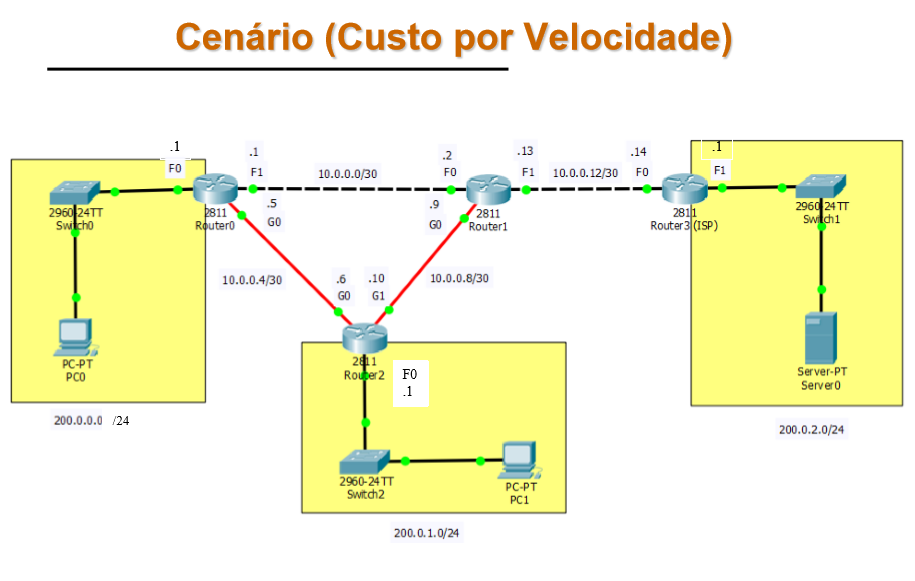 Cenário (Custo por Velocidade)
.1
F0
.1
F1
10.0.0.0/30
.2
F0
.13
F1
10.0.0.12/30
.14
F0
.1
F1
2960-24TT
Switch0
2811
Router0
.5
G0
.9
G0
2811
Router1
2811
Router3 (ISP)
2960-24TT
Switch1
10.0.0.4/30
.6
G0
.10
G1
10.0.0.8/30
PC-PT
PC0
2811
Router2
F0
.1
Server-PT
Server0
200.0.0.0 /24
200.0.2.0/24
2960-24TT
Switch2
PC-PT
PC1
200.0.1.0/24